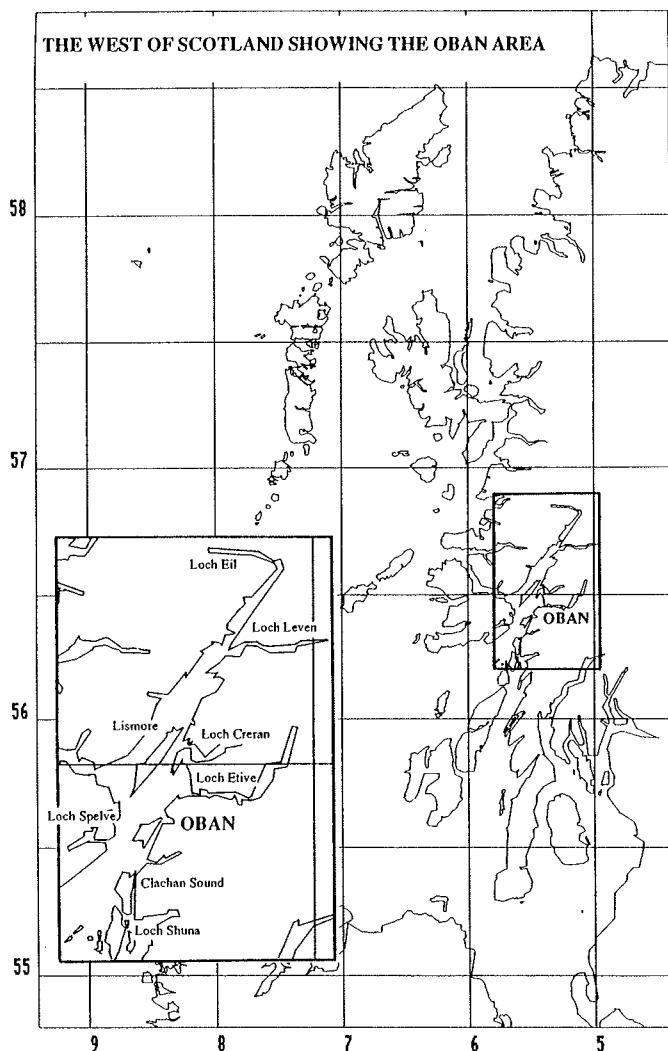 THE WEST OF SCOTLAND SHOWING THE OBAN AREA
58
57
56
55
OBAN
Loch Eil
Loch Leven
Lismore
Loch Creran
Loch Etive
Loch Spelve
OBAN
Clachan Sound
Loch Shuna
9 8 7 6 5